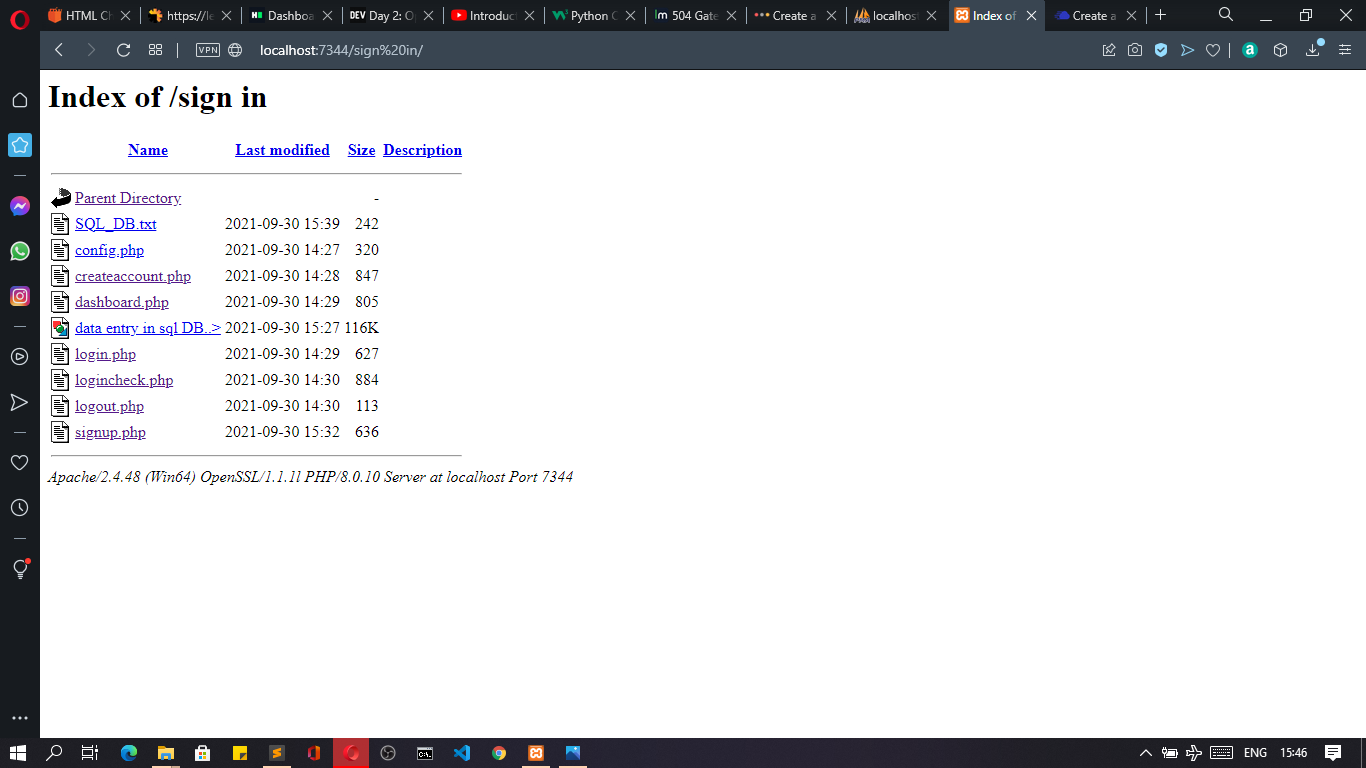 HTML Ch
https://le
Dashboa
DEV Day 2: O
Introduct
Python C
lm 504 Gate
Create a
localhos
Index of
Create a
VPN localhost:7344/sign%20in/
a
Index of /sign in
Name Last modified Size Description
Parent Directory -
SQL_DB.txt 2021-09-30 15:39 242
config.php 2021-09-30 14:27 320
createaccount.php 2021-09-30 14:28 847
dashboard.php 2021-09-30 14:29 805
data entry in sql DB..> 2021-09-30 15:27 116K
login.php 2021-09-30 14:29 627
logincheck.php 2021-09-30 14:30 884
logout.php 2021-09-30 14:30 113
signup.php 2021-09-30 15:32 636
Apache/2.4.48 (Win64) OpenSSL/1.1.1l PHP/8.0.10 Server at localhost Port 7344
ENG 15:46